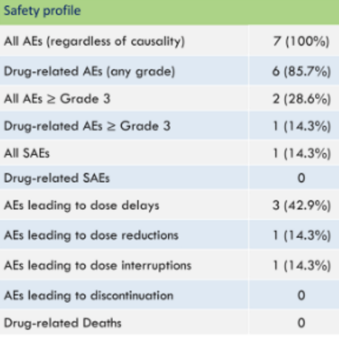 Safety profile
All AEs (regardless of causality) 7 (100%)
Drug-related AEs (any grade) 6 (85.7%)
All AEs ≥ Grade 3 2 (28.6%)
Drug-related AEs ≥ Grade 3 1 (14.3%)
All SAEs 1 (14.3%)
Drug-related SAEs 0
AEs leading to dose delays 3 (42.9%)
AEs leading to dose reductions 1 (14.3%)
AEs leading to dose interruptions 1 (14.3%)
AEs leading to discontinuation 0
Drug-related Deaths 0